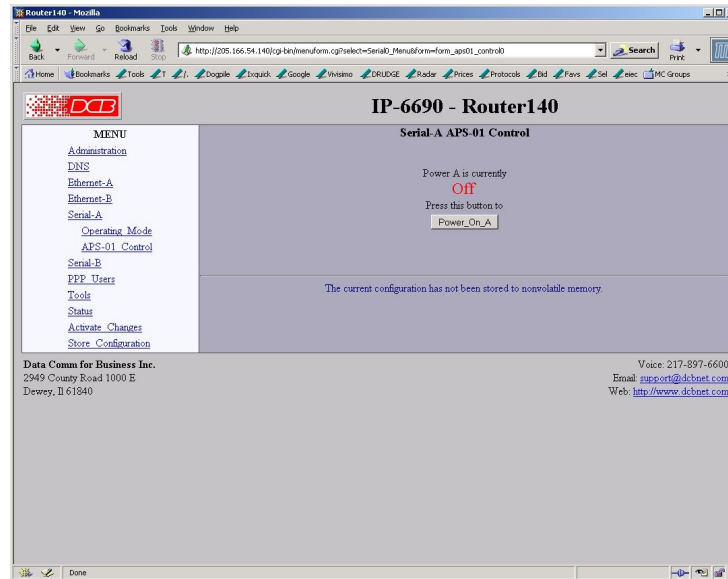 Router140 - Mozilla
File Edit View Go Bookmarks Tools Window Help
Back Forward Reload Stop http://205.166.54.140/cgi-bin/menuform.cgi?select=Serial0_Menu&form=form_aps01_control0 Search Print
Home Bookmarks Tools T /. Dogpile Ixquick Google Vivisimo DRUDGE Radar Prices Protocols Bid Favs Sel eiec MC Groups
DCB
IP-6690 - Router140
MENU
Administration
DNS
Ethernet-A
Ethernet-B
Serial-A
Operating Mode
APS-01 Control
Serial-B
PPP Users
Tools
Status
Activate Changes
Store Configuration
Serial-A APS-01 Control
Power A is currently
Off
Press this button to
Power_On_A
The current configuration has not been stored to nonvolatile memory.
Data Comm for Business Inc.
2949 County Road 1000 E
Dewey, Il 61840
Voice: 217-897-6600
Email: support@dcbnet.com
Web: http://www.dcbnet.com
Done